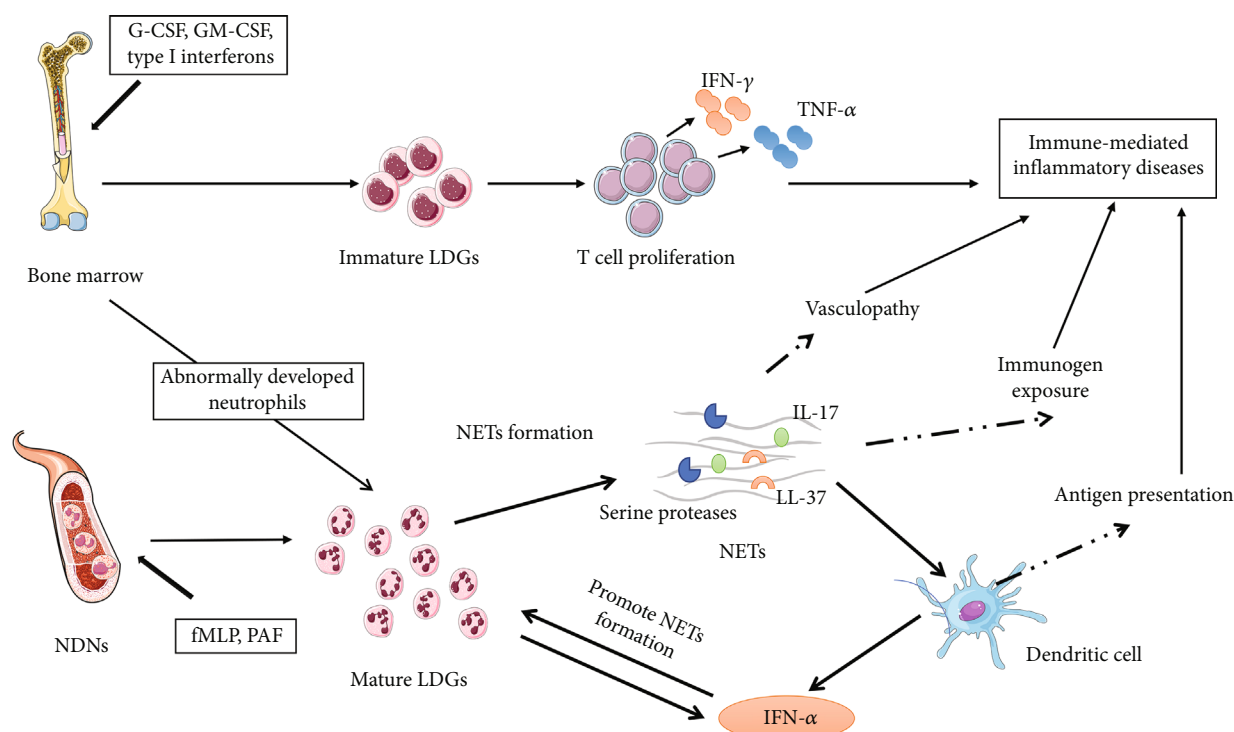 G-CSF, GM-CSF,
type I interferons
IFN-γ
TNF-α
Immune-mediated
inflammatory diseases
Immature LDGs
T cell proliferation
Bone marrow
Vasculopathy
Abnormally developed
neutrophils
Immunogen
exposure
NETs formation
IL-17
LL-37
Serine proteases
NETs
Antigen presentation
fMLP, PAF
NDNs
Mature LDGs
Promote NETs
formation
Dendritic cell
IFN-α